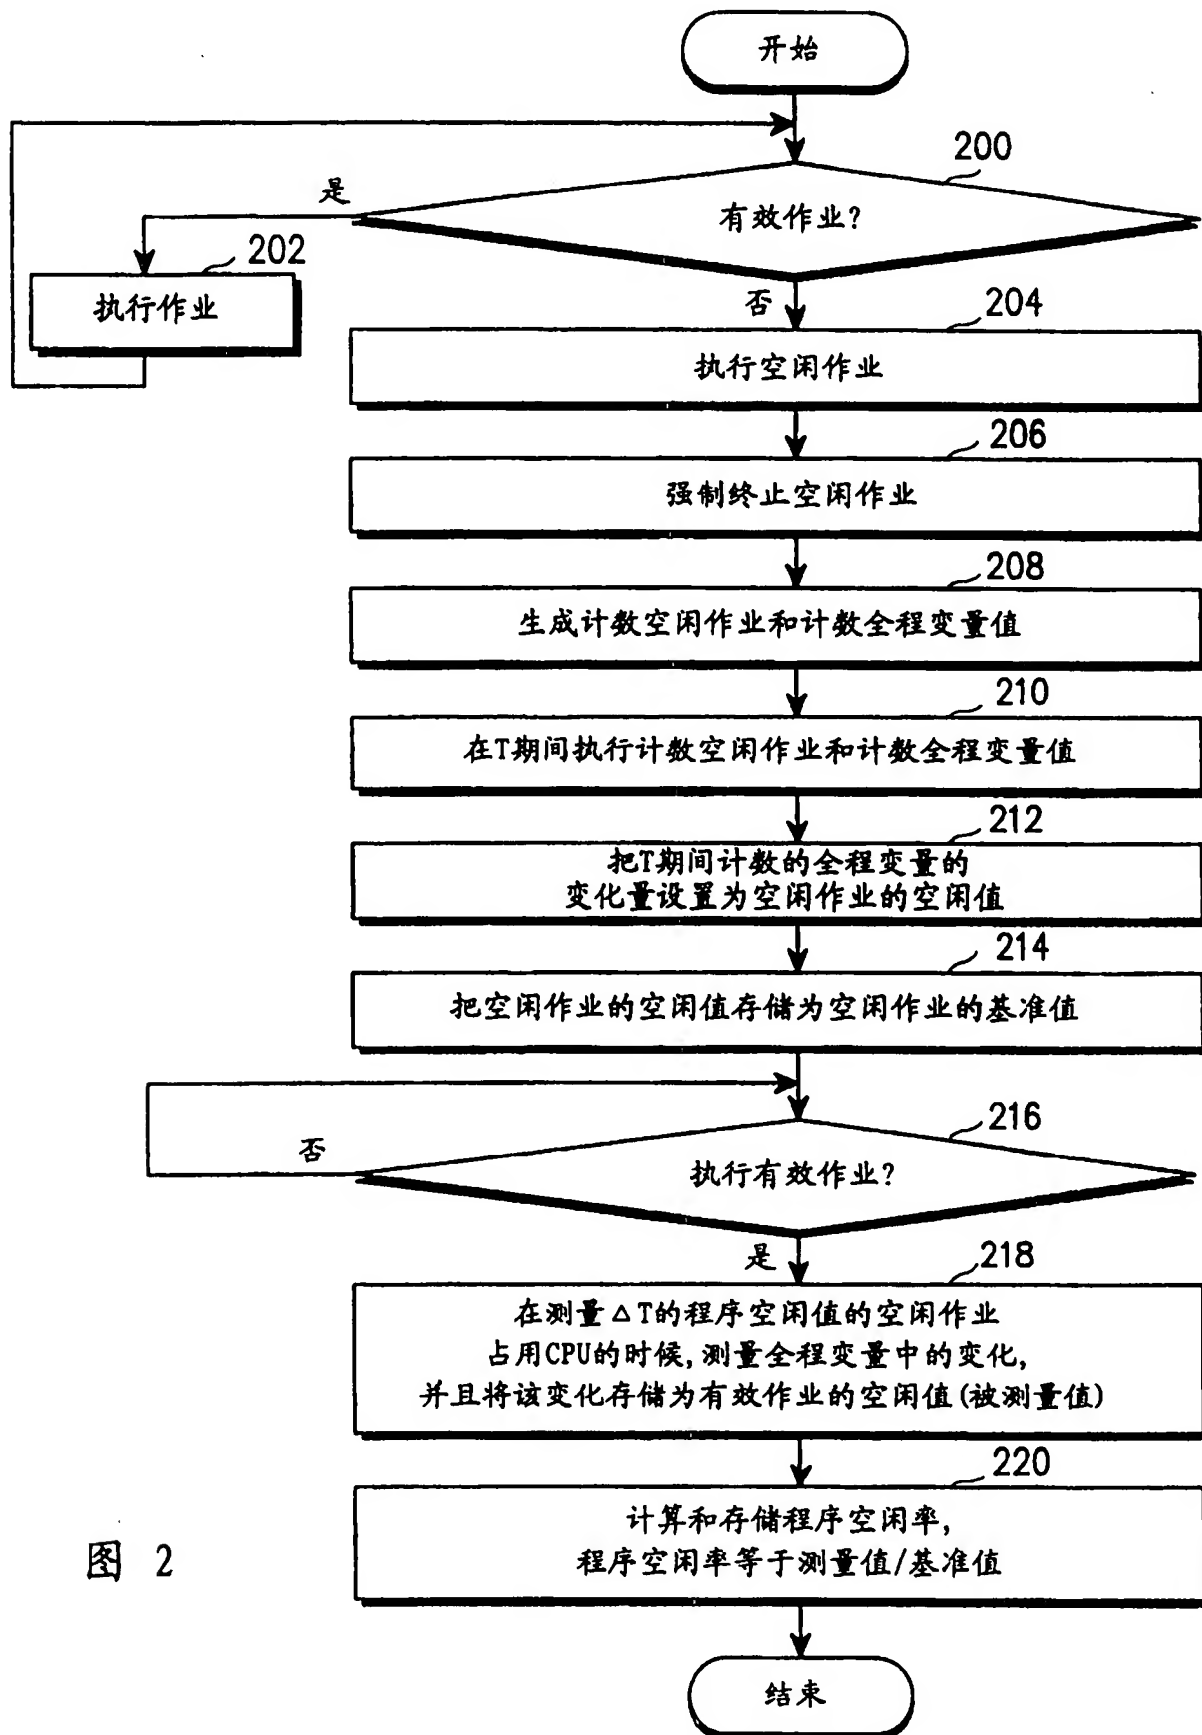 开始
200
是
有效作业?
202
执行作业
否
204
执行空闲作业
206
强制终止空闲作业
208
生成计数空闲作业和计数全程变量值
210
在T期间执行计数空闲作业和计数全程变量值
212
把T期间计数的全程变量的
变化量设置为空闲作业的空闲值
214
把空闲作业的空闲值存储为空闲作业的基准值
216
否
执行有效作业?
是
218
在测量△T的程序空闲值的空闲作业
占用CPU的时候,测量全程变量中的变化,
并且将该变化存储为有效作业的空闲值(被测量值)
220
计算和存储程序空闲率,
程序空闲率等于测量值/基准值
图 2
结束